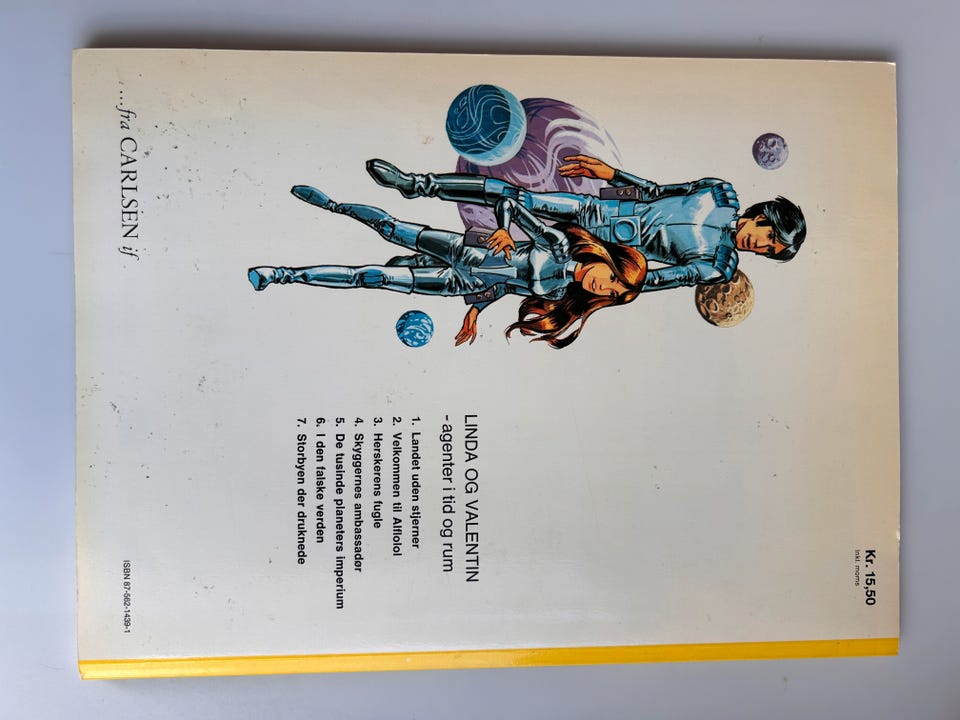 Kr. 15,50
Inkl. moms
LINDA OG VALENTIN
- agenter i tid og rum
1. Landet uden stjerner
2. Velkommen til Alflolol
3. Herskerens fugle
4. Skyggernes ambassadør
5. De tusinde planeters imperium
6. I den falske verden
7. Storbyen der druknede
...fra CARLSEN if
ISBN 87-562-1439-1